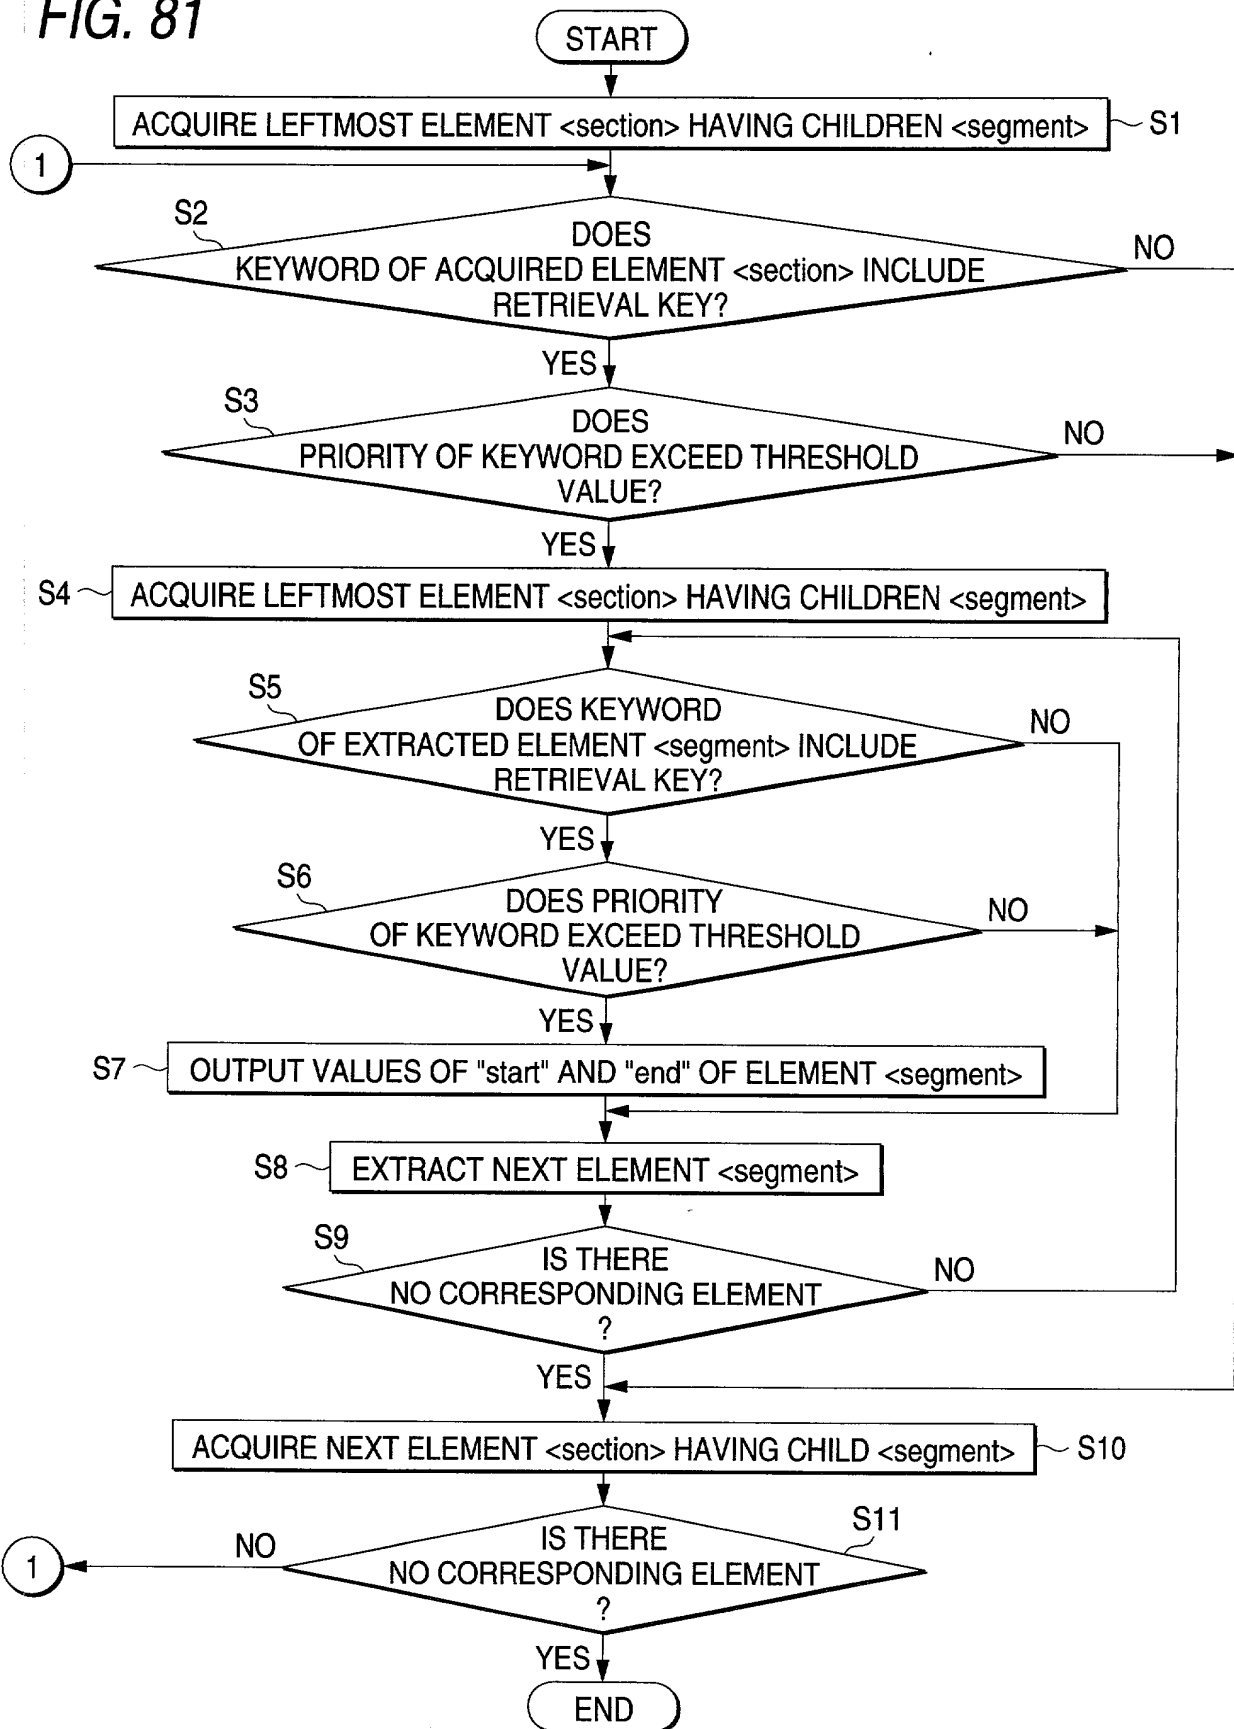 FIG. 81
START
ACQUIRE LEFTMOST ELEMENT <section> HAVING CHILDREN <segment>
S1
1
S2
DOES
KEYWORD OF ACQUIRED ELEMENT <section> INCLUDE
RETRIEVAL KEY?
NO
YES
S3
DOES
PRIORITY OF KEYWORD EXCEED THRESHOLD
VALUE?
NO
YES
S4
ACQUIRE LEFTMOST ELEMENT <section> HAVING CHILDREN <segment>
S5
DOES KEYWORD
OF EXTRACTED ELEMENT <segment> INCLUDE
RETRIEVAL KEY?
NO
YES
S6
DOES PRIORITY
OF KEYWORD EXCEED THRESHOLD
VALUE?
NO
YES
S7
OUTPUT VALUES OF "start" AND "end" OF ELEMENT <segment>
S8
EXTRACT NEXT ELEMENT <segment>
S9
IS THERE
NO CORRESPONDING ELEMENT
?
NO
YES
ACQUIRE NEXT ELEMENT <section> HAVING CHILD <segment>
S10
S11
IS THERE
NO CORRESPONDING ELEMENT
?
NO
1
YES
END